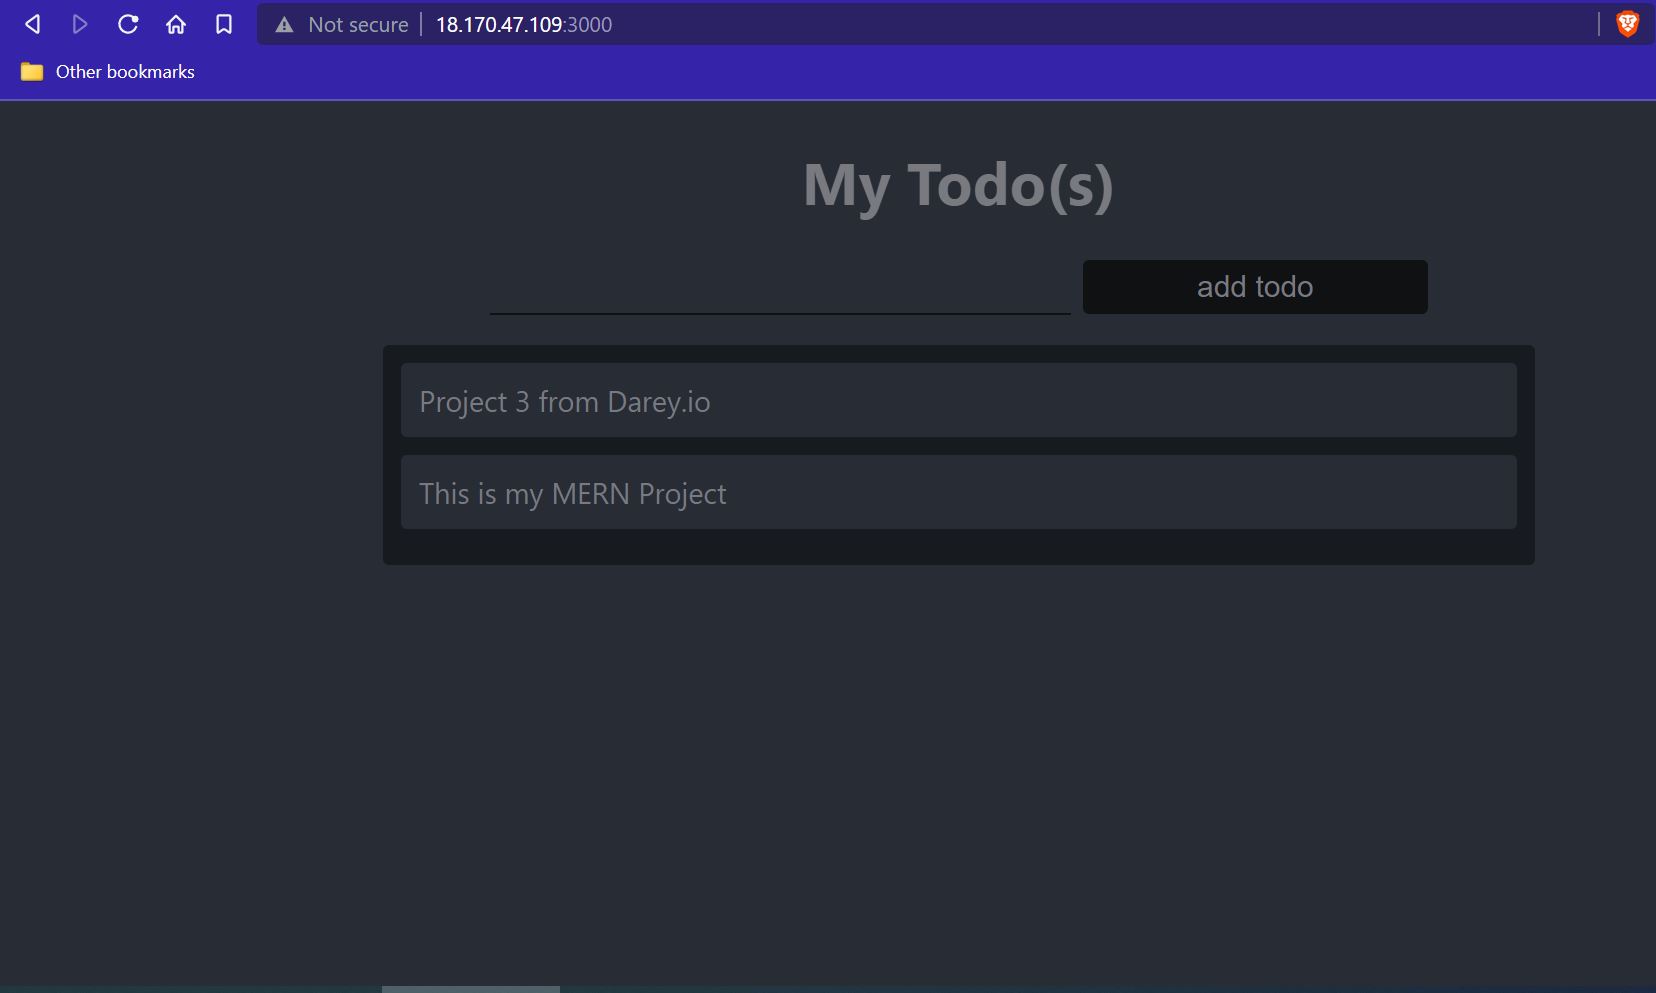 Not secure | 18.170.47.109:3000
Other bookmarks
My Todo(s)
add todo
Project 3 from Darey.io
This is my MERN Project